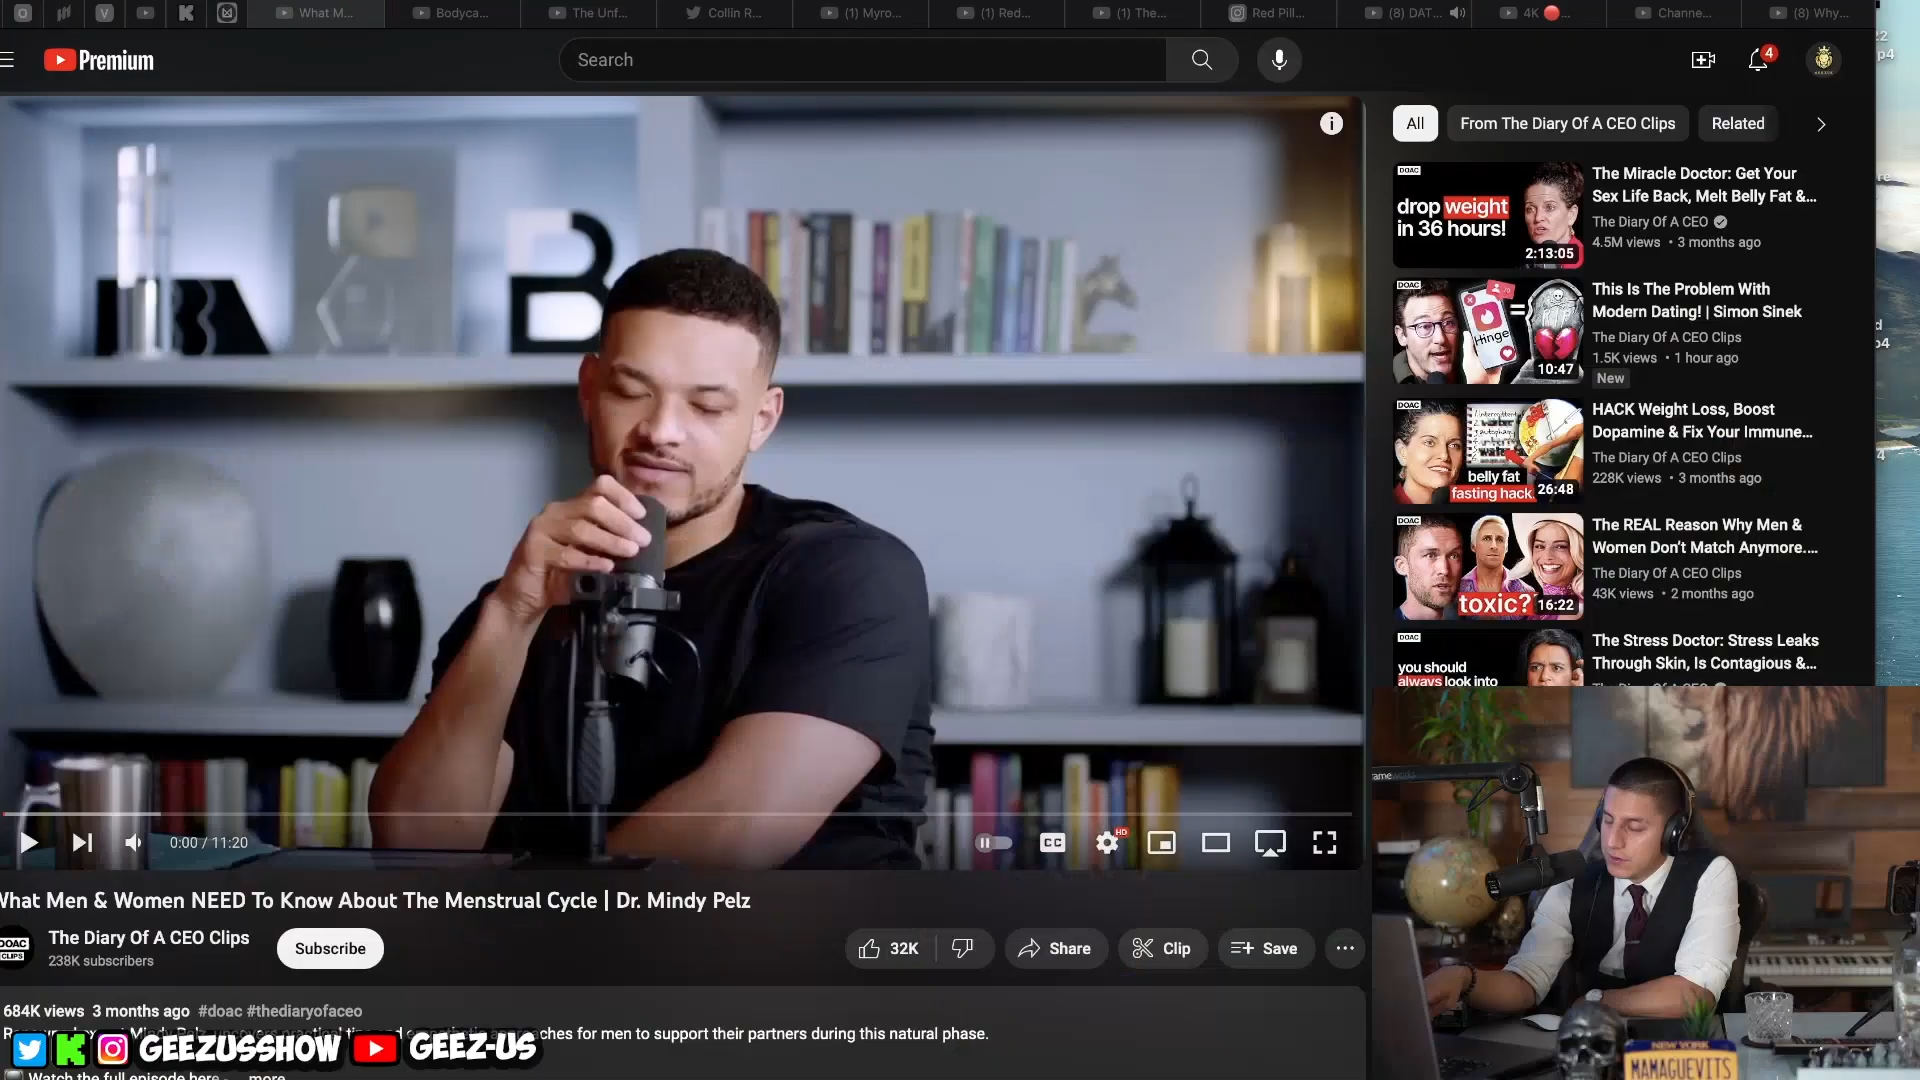 What M...
Bodyca...
The Unf...
Collin R...
(1) Myro...
(1) Red...
(1) The...
Red Pill...
(8) DAT...
4K
Channe...
(8) Why...
Premium
Search
4
All
From The Diary Of A CEO Clips
Related
DOAC
drop weight
in 36 hours!
2:13:05
The Miracle Doctor: Get Your
Sex Life Back, Melt Belly Fat &...
The Diary Of A CEO
4.5M views • 3 months ago
DOAC
Hinge
RIP
10:47
This Is The Problem With
Modern Dating! | Simon Sinek
The Diary Of A CEO Clips
1.5K views • 1 hour ago
New
DOAC
belly fat
fasting hack.
26:48
HACK Weight Loss, Boost
Dopamine & Fix Your Immune...
The Diary Of A CEO Clips
228K views • 3 months ago
DOAC
toxic?
16:22
The REAL Reason Why Men &
Women Don't Match Anymore....
The Diary Of A CEO Clips
43K views • 2 months ago
DOAC
you should
always look into
The Stress Doctor: Stress Leaks
Through Skin, Is Contagious &...
B
0:00 / 11:20
CC
HD
What Men & Women NEED To Know About The Menstrual Cycle | Dr. Mindy Pelz
DOAC
CLIPS
The Diary Of A CEO Clips
238K subscribers
Subscribe
32K
Share
Clip
Save
684K views 3 months ago #doac #thediaryofaceo
ches for men to support their partners during this natural phase.
GEEZUSSHOW
GEEZ-US
Watch the full episode here
...more
NEW YORK
MAMAGUEVITS